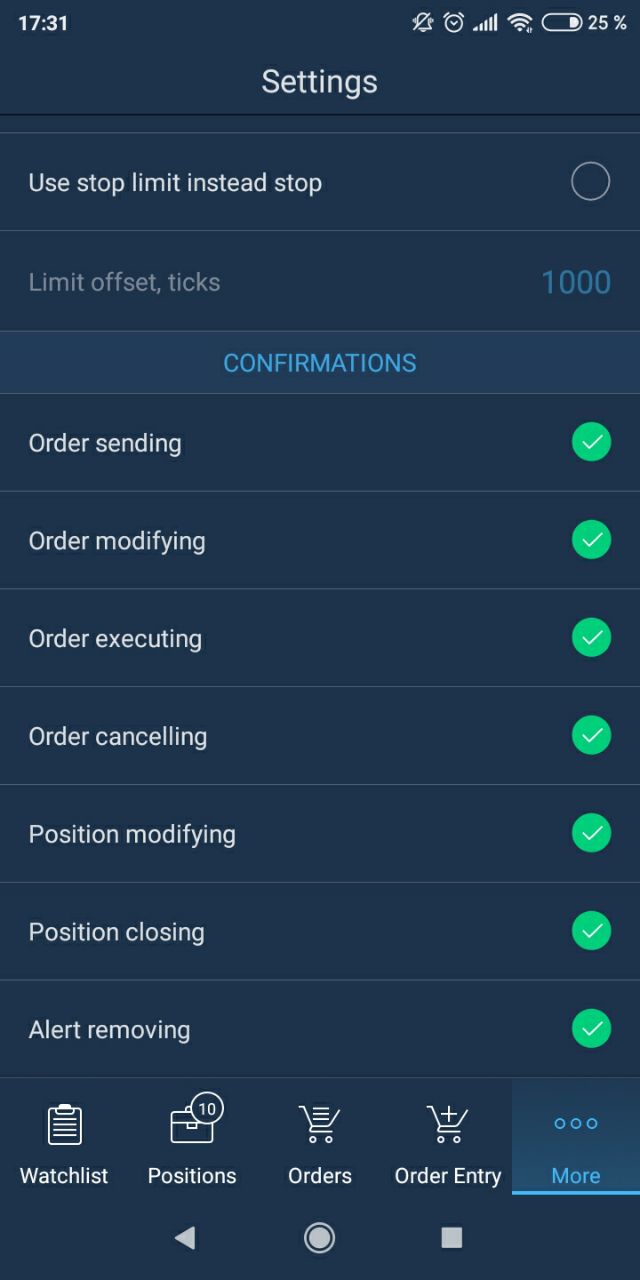 17:31
25 %
Settings
Use stop limit instead stop
Limit offset, ticks 1000
CONFIRMATIONS
Order sending
Order modifying
Order executing
Order cancelling
Position modifying
Position closing
Alert removing
10
Watchlist Positions Orders Order Entry More